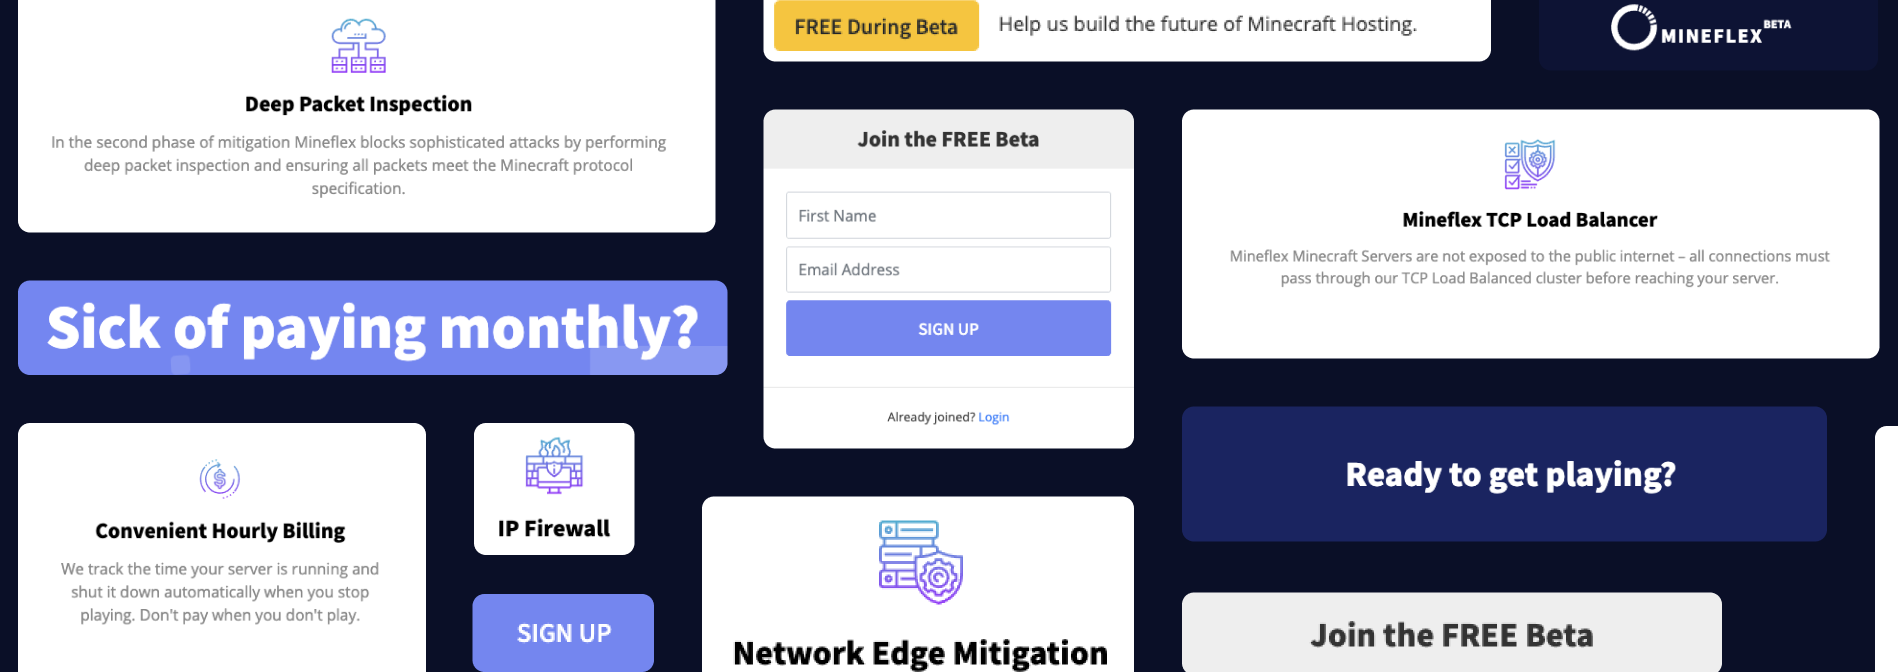 Deep Packet Inspection
In the second phase of mitigation Mineflex blocks sophisticated attacks by performing
deep packet inspection and ensuring all packets meet the Minecraft protocol
specification.
Sick of paying monthly?
Convenient Hourly Billing
We track the time your server is running and
shut it down automatically when you stop
playing. Don't pay when you don't play.
IP Firewall
SIGN UP
FREE During Beta
Help us build the future of Minecraft Hosting.
Join the FREE Beta
First Name
Email Address
SIGN UP
Already joined? Login
Network Edge Mitigation
MINEFLEX BETA
Mineflex TCP Load Balancer
Mineflex Minecraft Servers are not exposed to the public internet – all connections must
pass through our TCP Load Balanced cluster before reaching your server.
Ready to get playing?
Join the FREE Beta